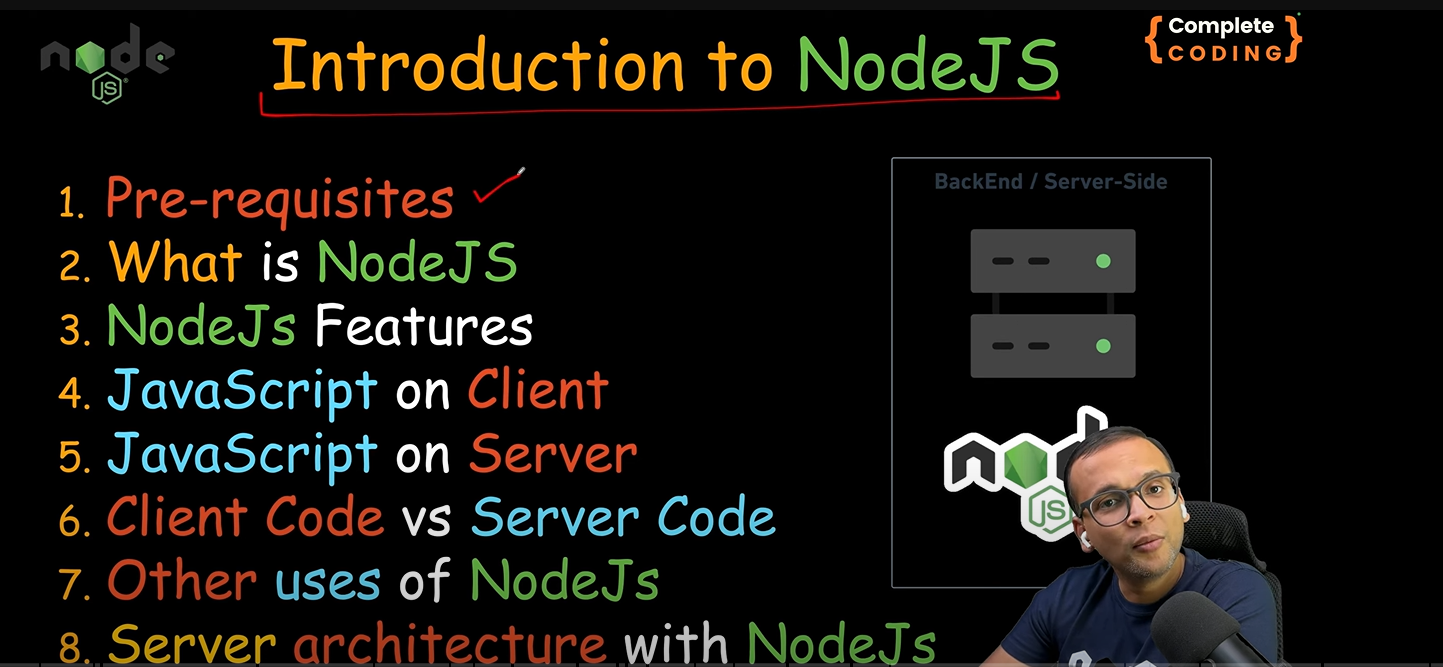 node
JS
Introduction to NodeJS
{ Complete
CODING }
1. Pre-requisites
2. What is NodeJS
3. NodeJs Features
4. JavaScript on Client
5. JavaScript on Server
6. Client Code vs Server Code
7. Other uses of NodeJs
8. Server architecture with NodeJs
BackEnd / Server-Side
JS